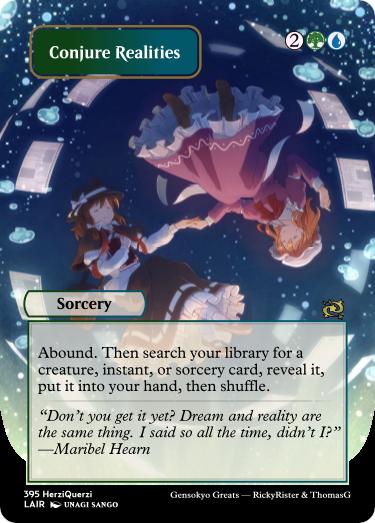 Conjure Realities
2
Sorcery
Abound. Then search your library for a
creature, instant, or sorcery card, reveal it,
put it into your hand, then shuffle.
“Don’t you get it yet? Dream and reality are
the same thing. I said so all the time, didn’t I?”
—Maribel Hearn
395 HerziQuerzi
LAIR UNAGI SANGO
Gensokyo Greats — RickyRister & ThomasG